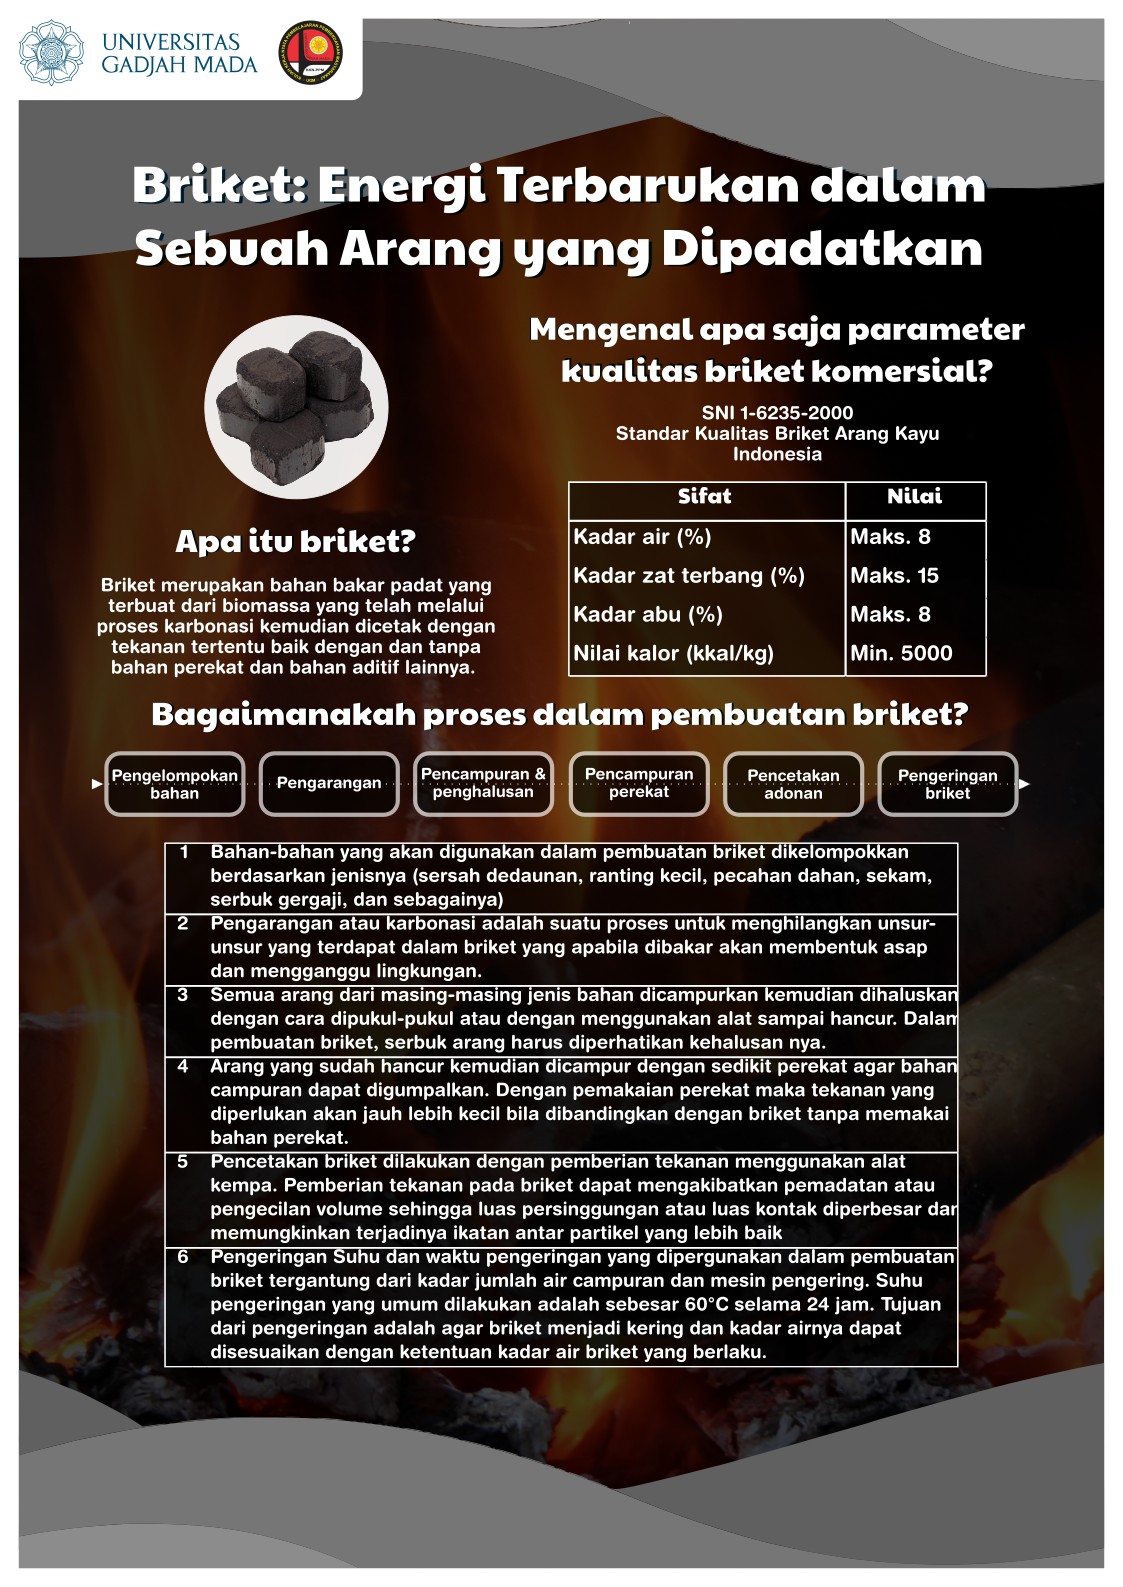 UNIVERSITAS
GADJAH MADA
Briket: Energi Terbarukan dalam
Sebuah Arang yang Dipadatkan
Apa itu briket?
Briket merupakan bahan bakar padat yang
terbuat dari biomassa yang telah melalui
proses karbonasi kemudian dicetak dengan
tekanan tertentu baik dengan dan tanpa
bahan perekat dan bahan aditif lainnya.
Mengenal apa saja parameter
kualitas briket komersial?
SNI 1-6235-2000
Standar Kualitas Briket Arang Kayu
Indonesia
Sifat Nilai
Kadar air (%) Maks. 8
Kadar zat terbang (%) Maks. 15
Kadar abu (%) Maks. 8
Nilai kalor (kkal/kg) Min. 5000
Bagaimanakah proses dalam pembuatan briket?
Pengelompokan
bahan
Pengarangan
Pencampuran &
penghalusan
Pencampuran
perekat
Pencetakan
adonan
Pengeringan
briket
1 Bahan-bahan yang akan digunakan dalam pembuatan briket dikelompokkan
berdasarkan jenisnya (sersah dedaunan, ranting kecil, pecahan dahan, sekam,
serbuk gergaji, dan sebagainya)
2 Pengarangan atau karbonasi adalah suatu proses untuk menghilangkan unsur-
unsur yang terdapat dalam briket yang apabila dibakar akan membentuk asap
dan mengganggu lingkungan.
3 Semua arang dari masing-masing jenis bahan dicampurkan kemudian dihaluskan
dengan cara dipukul-pukul atau dengan menggunakan alat sampai hancur. Dalam
pembuatan briket, serbuk arang harus diperhatikan kehalusan nya.
4 Arang yang sudah hancur kemudian dicampur dengan sedikit perekat agar bahan
campuran dapat digumpalkan. Dengan pemakaian perekat maka tekanan yang
diperlukan akan jauh lebih kecil bila dibandingkan dengan briket tanpa memakai
bahan perekat.
5 Pencetakan briket dilakukan dengan pemberian tekanan menggunakan alat
kempa. Pemberian tekanan pada briket dapat mengakibatkan pemadatan atau
pengecilan volume sehingga luas persinggungan atau luas kontak diperbesar dan
memungkinkan terjadinya ikatan antar partikel yang lebih baik
6 Pengeringan Suhu dan waktu pengeringan yang dipergunakan dalam pembuatan
briket tergantung dari kadar jumlah air campuran dan mesin pengering. Suhu
pengeringan yang umum dilakukan adalah sebesar 60°C selama 24 jam. Tujuan
dari pengeringan adalah agar briket menjadi kering dan kadar airnya dapat
disesuaikan dengan ketentuan kadar air briket yang berlaku.